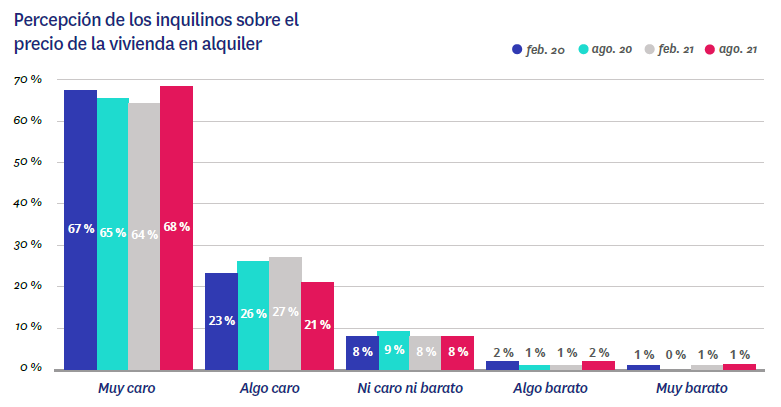 Percepción de los inquilinos sobre el
precio de la vivienda en alquiler
feb. 20 ago. 20 feb. 21 ago. 21
70 %
60 %
50 %
40 %
30 %
20 %
10 %
0 %
67 % 65 % 64 % 68 %
23 % 26 % 27 % 21 %
8 % 9 % 8 % 8 %
2 % 1 % 1 % 2 %
1 % 0 % 1 % 1 %
Muy caro Algo caro Ni caro ni barato Algo barato Muy barato